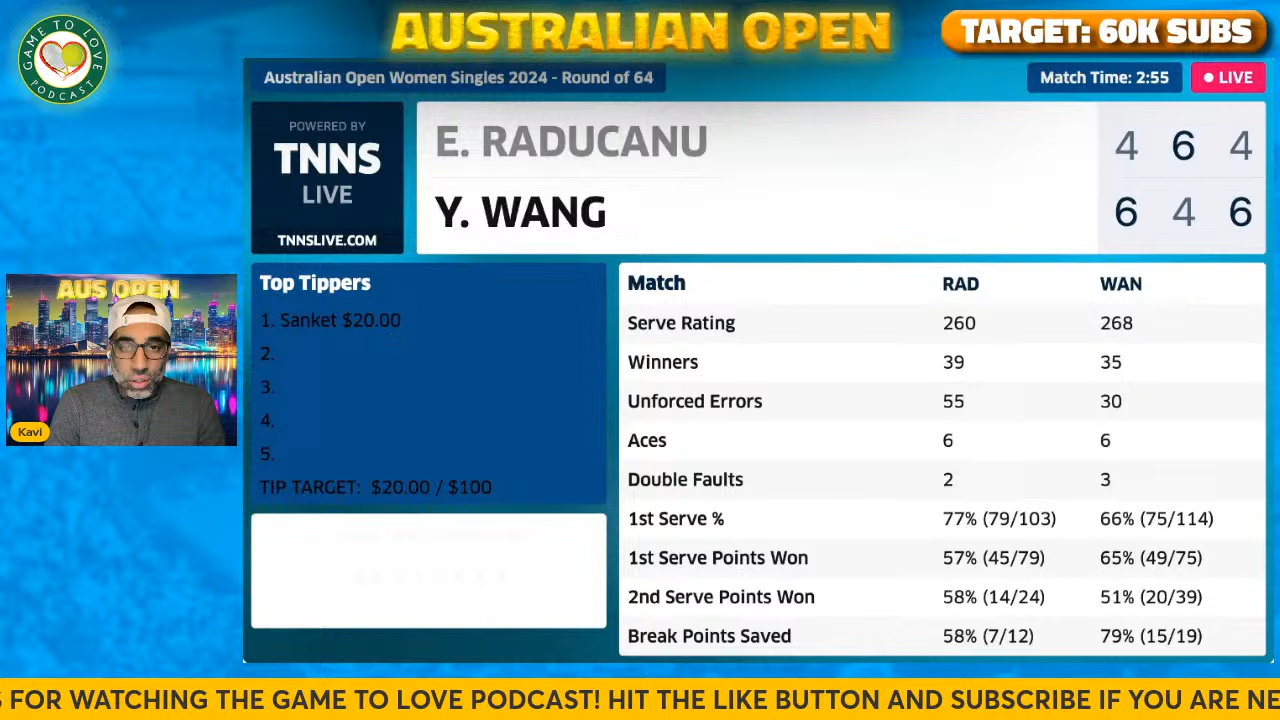 GAME TO LOVE
PODCAST
AUSTRALIAN OPEN
TARGET: 60K SUBS
Australian Open Women Singles 2024 - Round of 64
Match Time: 2:55
LIVE
POWERED BY
TNNS
LIVE
TNNSLIVE.COM
E. RADUCANU 4 6 4
Y. WANG 6 4 6
AUS OPEN
Kavi
Top Tippers
1. Sanket $20.00
2.
3.
4.
5.
TIP TARGET: $20.00 / $100
Match RAD WAN
Serve Rating 260 268
Winners 39 35
Unforced Errors 55 30
Aces 6 6
Double Faults 2 3
1st Serve % 77% (79/103) 66% (75/114)
1st Serve Points Won 57% (45/79) 65% (49/75)
2nd Serve Points Won 58% (14/24) 51% (20/39)
Break Points Saved 58% (7/12) 79% (15/19)
S FOR WATCHING THE GAME TO LOVE PODCAST! HIT THE LIKE BUTTON AND SUBSCRIBE IF YOU ARE NE